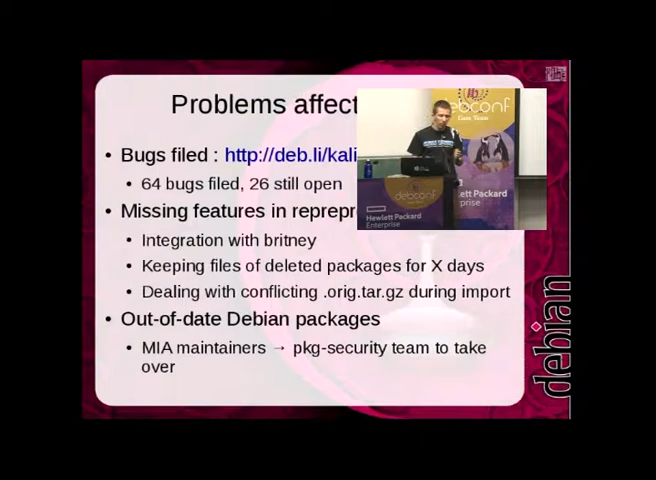 Problems affect
• Bugs filed : http://deb.li/kali
• 64 bugs filed, 26 still open
• Missing features in reprepr
• Integration with britney
• Keeping files of deleted packages for X days
• Dealing with conflicting .orig.tar.gz during import
• Out-of-date Debian packages
• MIA maintainers → pkg-security team to take
over
debian
ebconf
Cape Town
debconf
Hewlett Packard
Enterprise
lett Packard
rprise